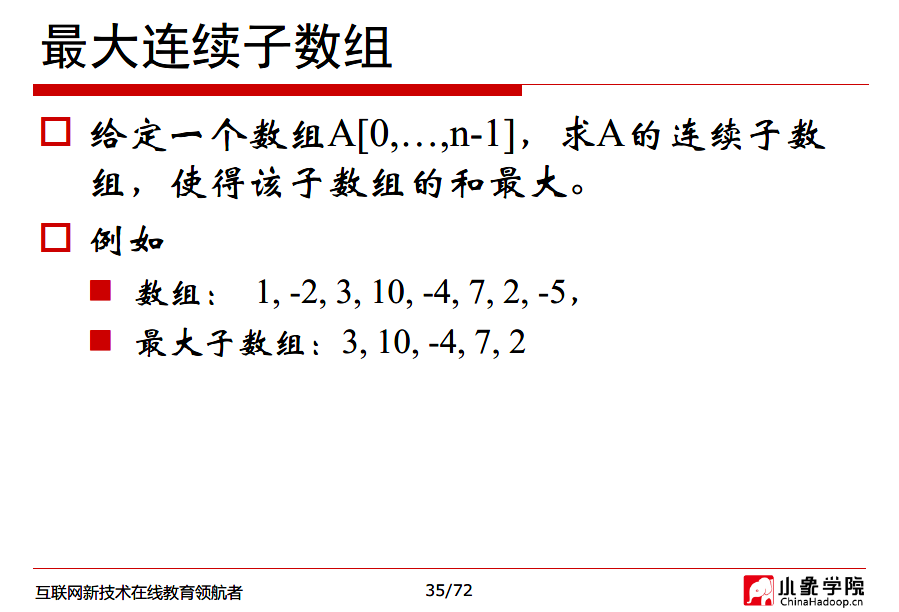 最大连续子数组
给定一个数组A[0,…,n-1]，求A的连续子数
组，使得该子数组的和最大。
例如
数组： 1, -2, 3, 10, -4, 7, 2, -5，
最大子数组：3, 10, -4, 7, 2
互联网新技术在线教育领航者
35/72
小象学院
ChinaHadoop.cn